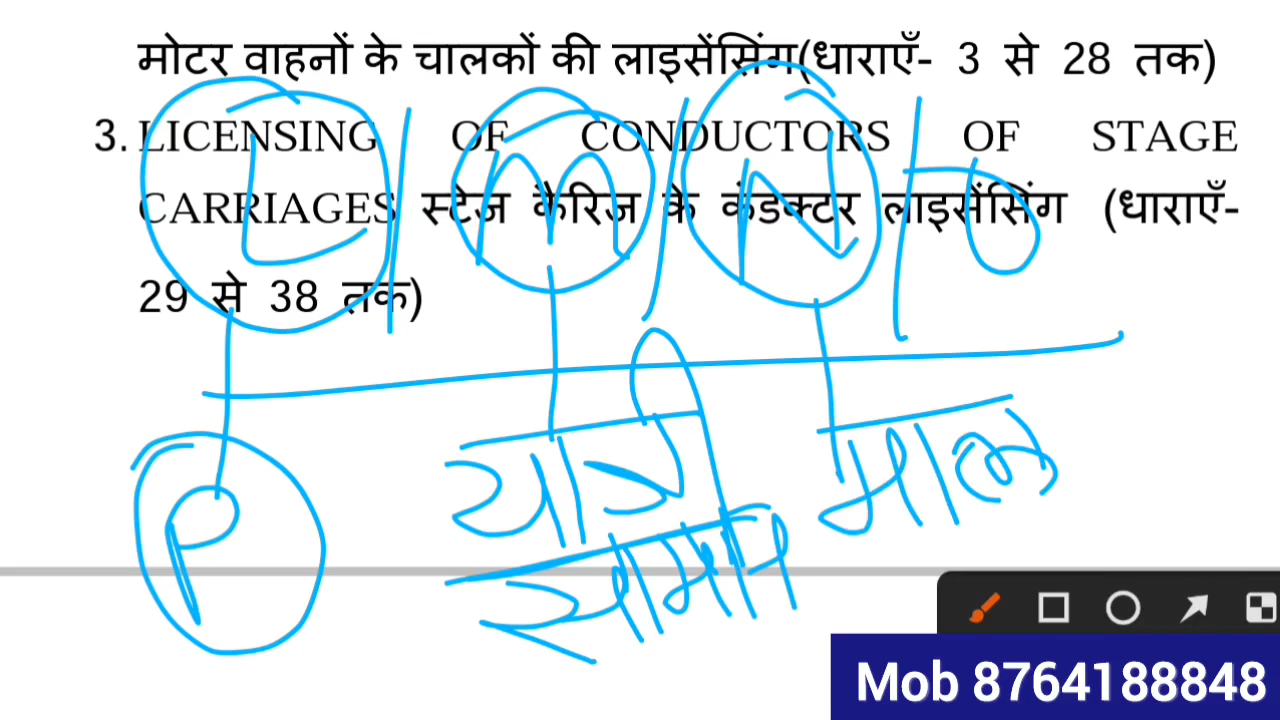 मोटर वाहनों के चालकों की लाइसेंसिंग(धाराएँ- 3 से 28 तक)
3. LICENSING OF CONDUCTORS OF STAGE
CARRIAGES स्टेज कैरिज के कंडक्टर लाइसेंसिंग (धाराएँ-
29 से 38 तक)
L M N
P माल
Mob 8764188848